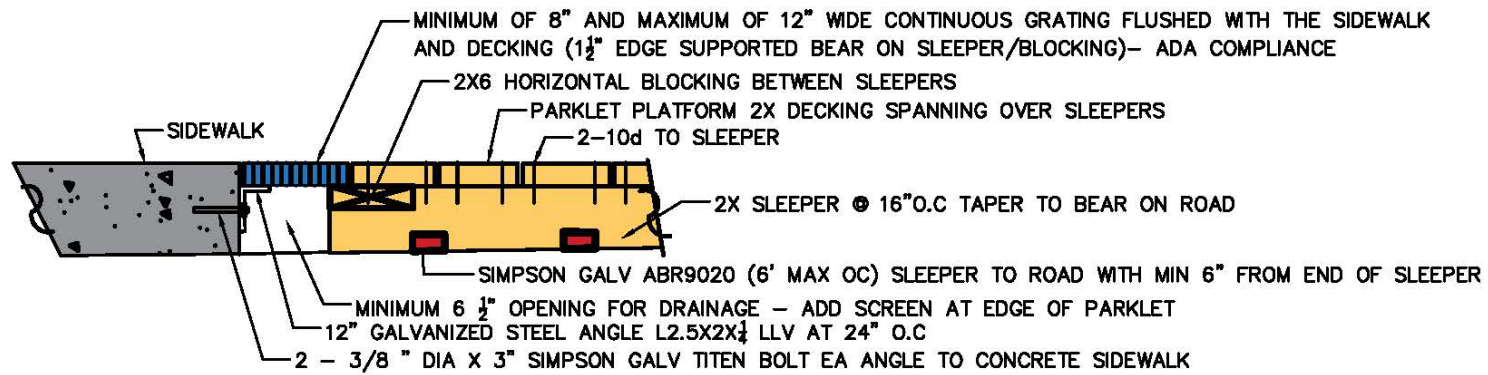 MINIMUM OF 8" AND MAXIMUM OF 12" WIDE CONTINUOUS GRATING FLUSHED WITH THE SIDEWALK
AND DECKING (1½" EDGE SUPPORTED BEAR ON SLEEPER/BLOCKING)– ADA COMPLIANCE
2X6 HORIZONTAL BLOCKING BETWEEN SLEEPERS
PARKLET PLATFORM 2X DECKING SPANNING OVER SLEEPERS
SIDEWALK
2–10d TO SLEEPER
2X SLEEPER @ 16"O.C TAPER TO BEAR ON ROAD
SIMPSON GALV ABR9020 (6' MAX OC) SLEEPER TO ROAD WITH MIN 6" FROM END OF SLEEPER
MINIMUM 6 ½" OPENING FOR DRAINAGE – ADD SCREEN AT EDGE OF PARKLET
12" GALVANIZED STEEL ANGLE L2.5X2X¼ LLV AT 24" O.C
2 – 3/8 " DIA X 3" SIMPSON GALV TITEN BOLT EA ANGLE TO CONCRETE SIDEWALK